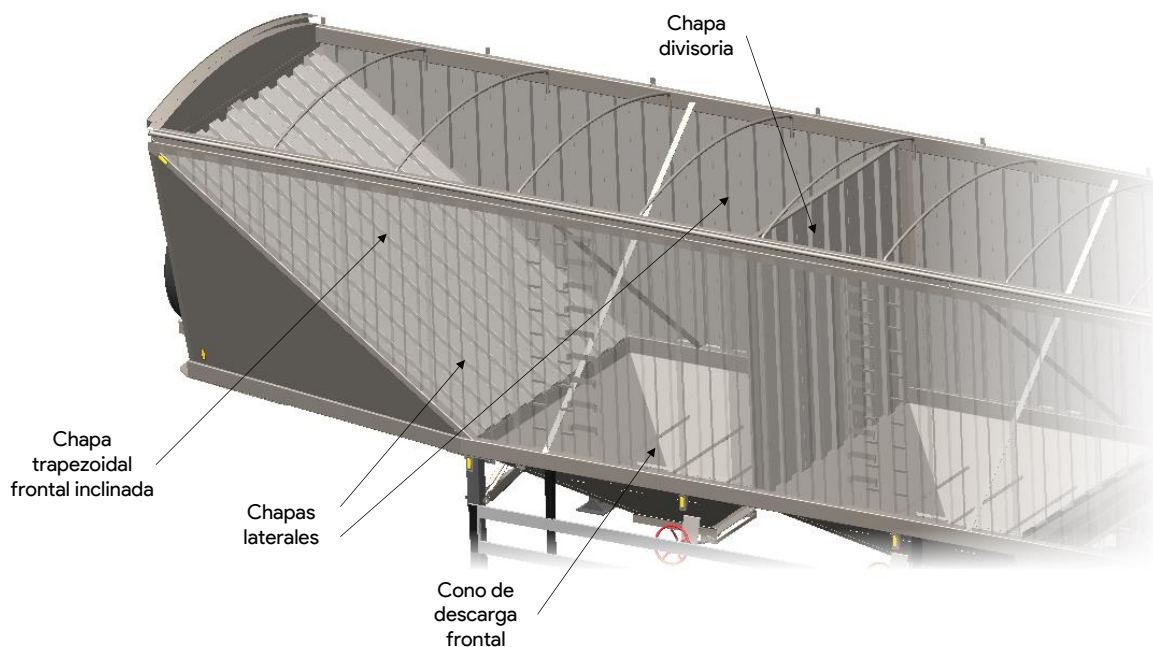 Chapa
divisoria
Chapa
trapezoidal
frontal inclinada
Chapas
laterales
Cono de
descarga
frontal